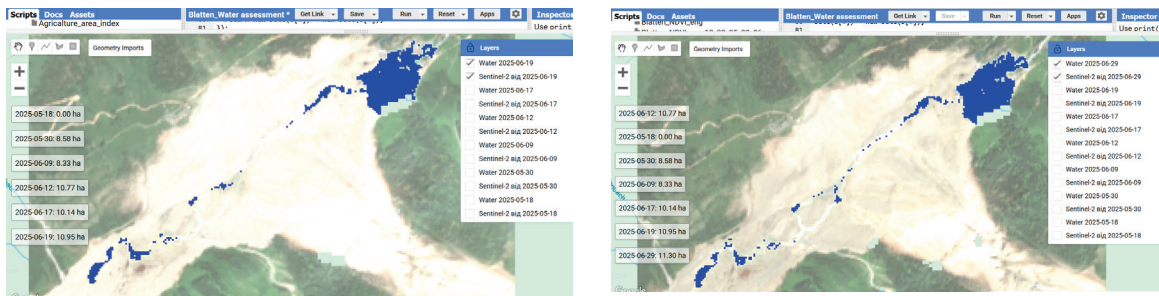 Scripts Docs Assets
Agricalture_area_index
Blatten_Water assessment *
Get Link
Save
Run
Reset
Apps
Inspector
81
});
Use print
Geometry Imports
Layers
Water 2025-06-19
Sentinel-2 від 2025-06-19
Water 2025-06-17
Sentinel-2 від 2025-06-17
Water 2025-06-12
Sentinel-2 від 2025-06-12
Water 2025-06-09
Sentinel-2 від 2025-06-09
Water 2025-05-30
Sentinel-2 від 2025-05-30
Water 2025-05-18
Sentinel-2 від 2025-05-18
2025-05-18: 0.00 ha
2025-05-30: 8.58 ha
2025-06-09: 8.33 ha
2025-06-12: 10.77 ha
2025-06-17: 10.14 ha
2025-06-19: 10.95 ha
Scripts Docs Assets
Blatten_NDVI_eng
Blatten_Water assessment
Get Link
Save
Run
Reset
Apps
Inspector
81
Use print(
Geometry Imports
Layers
Water 2025-06-29
Sentinel-2 від 2025-06-29
Water 2025-06-19
Sentinel-2 від 2025-06-19
Water 2025-06-17
Sentinel-2 від 2025-06-17
Water 2025-06-12
Sentinel-2 від 2025-06-12
Water 2025-06-09
Sentinel-2 від 2025-06-09
Water 2025-05-30
Sentinel-2 від 2025-05-30
Water 2025-05-18
Sentinel-2 від 2025-05-18
2025-06-12: 10.77 ha
2025-05-18: 0.00 ha
2025-05-30: 8.58 ha
2025-06-09: 8.33 ha
2025-06-17: 10.14 ha
2025-06-19: 10.95 ha
2025-06-29: 11.30 ha
Google